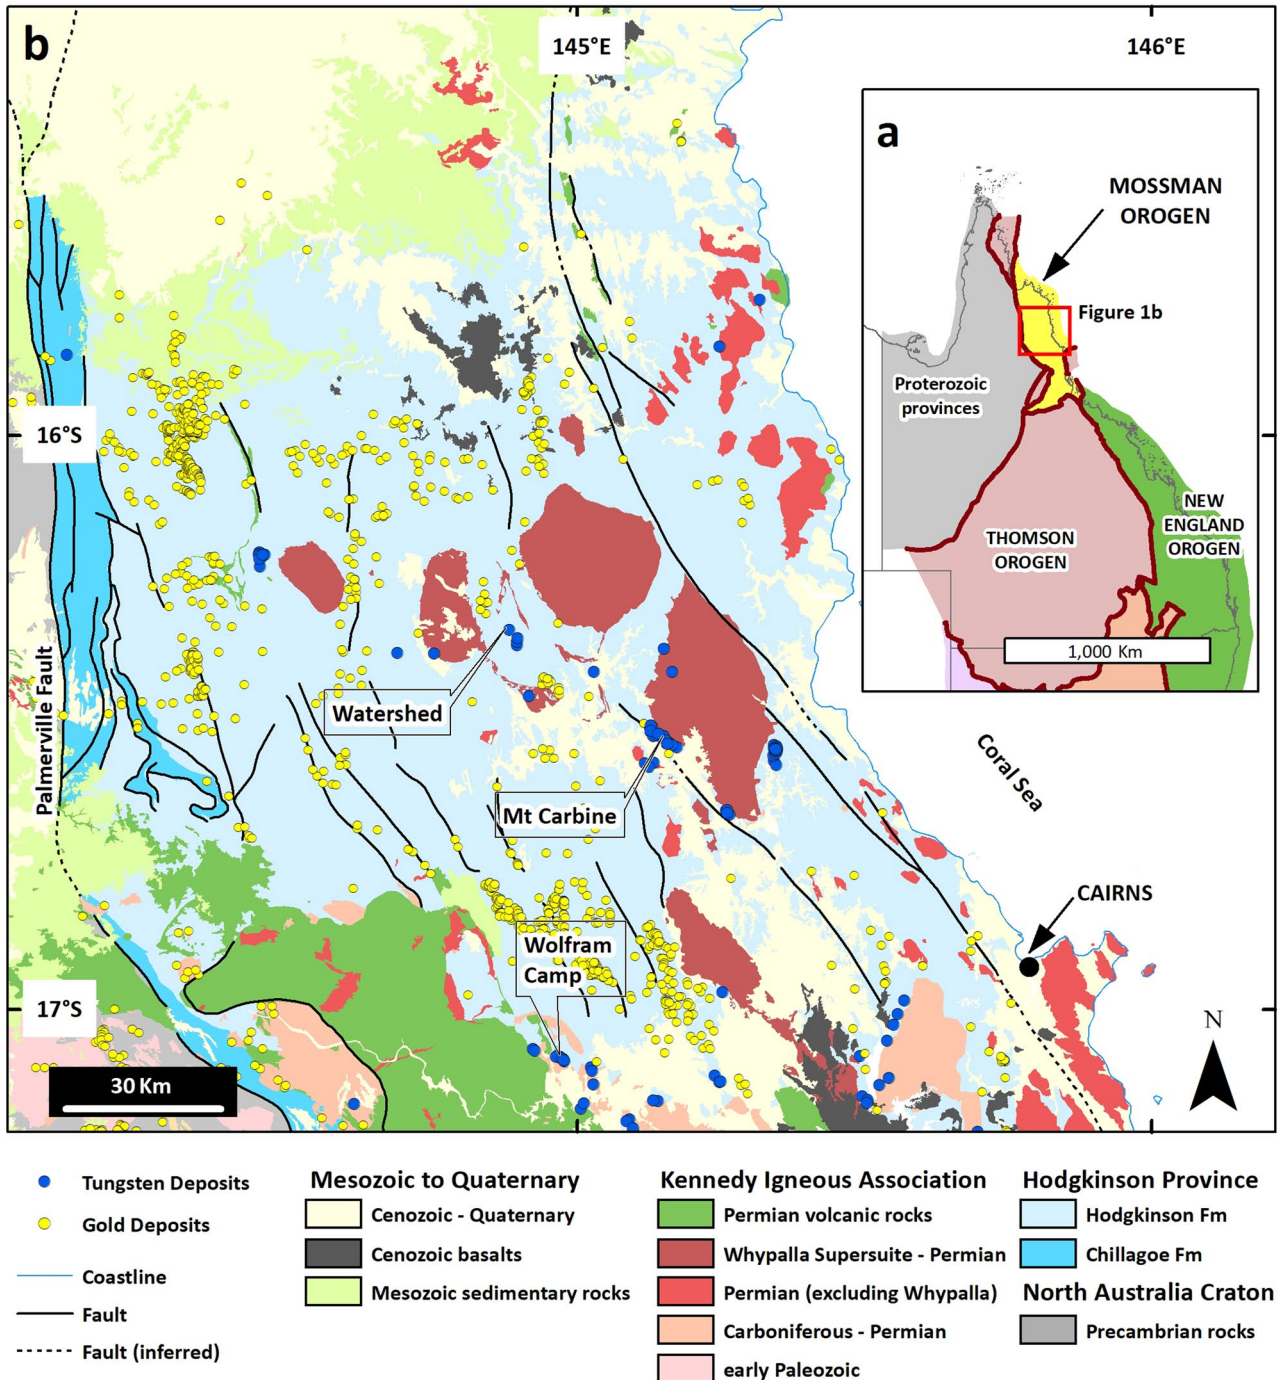 b
145°E
146°E
a
MOSSMAN
OROGEN
Figure 1b
Proterozoic
provinces
16°S
NEW
ENGLAND
OROGEN
THOMSON
OROGEN
1,000 Km
Palmerville Fault
Watershed
Coral Sea
Mt Carbine
CAIRNS
Wolfram
Camp
17°S
N
30 Km
Tungsten Deposits
Gold Deposits
Coastline
Fault
Fault (inferred)
Mesozoic to Quaternary
Cenozoic - Quaternary
Cenozoic basalts
Mesozoic sedimentary rocks
Kennedy Igneous Association
Permian volcanic rocks
Whypalla Supersuite - Permian
Permian (excluding Whypalla)
Carboniferous - Permian
early Paleozoic
Hodgkinson Province
Hodgkinson Fm
Chillagoe Fm
North Australia Craton
Precambrian rocks